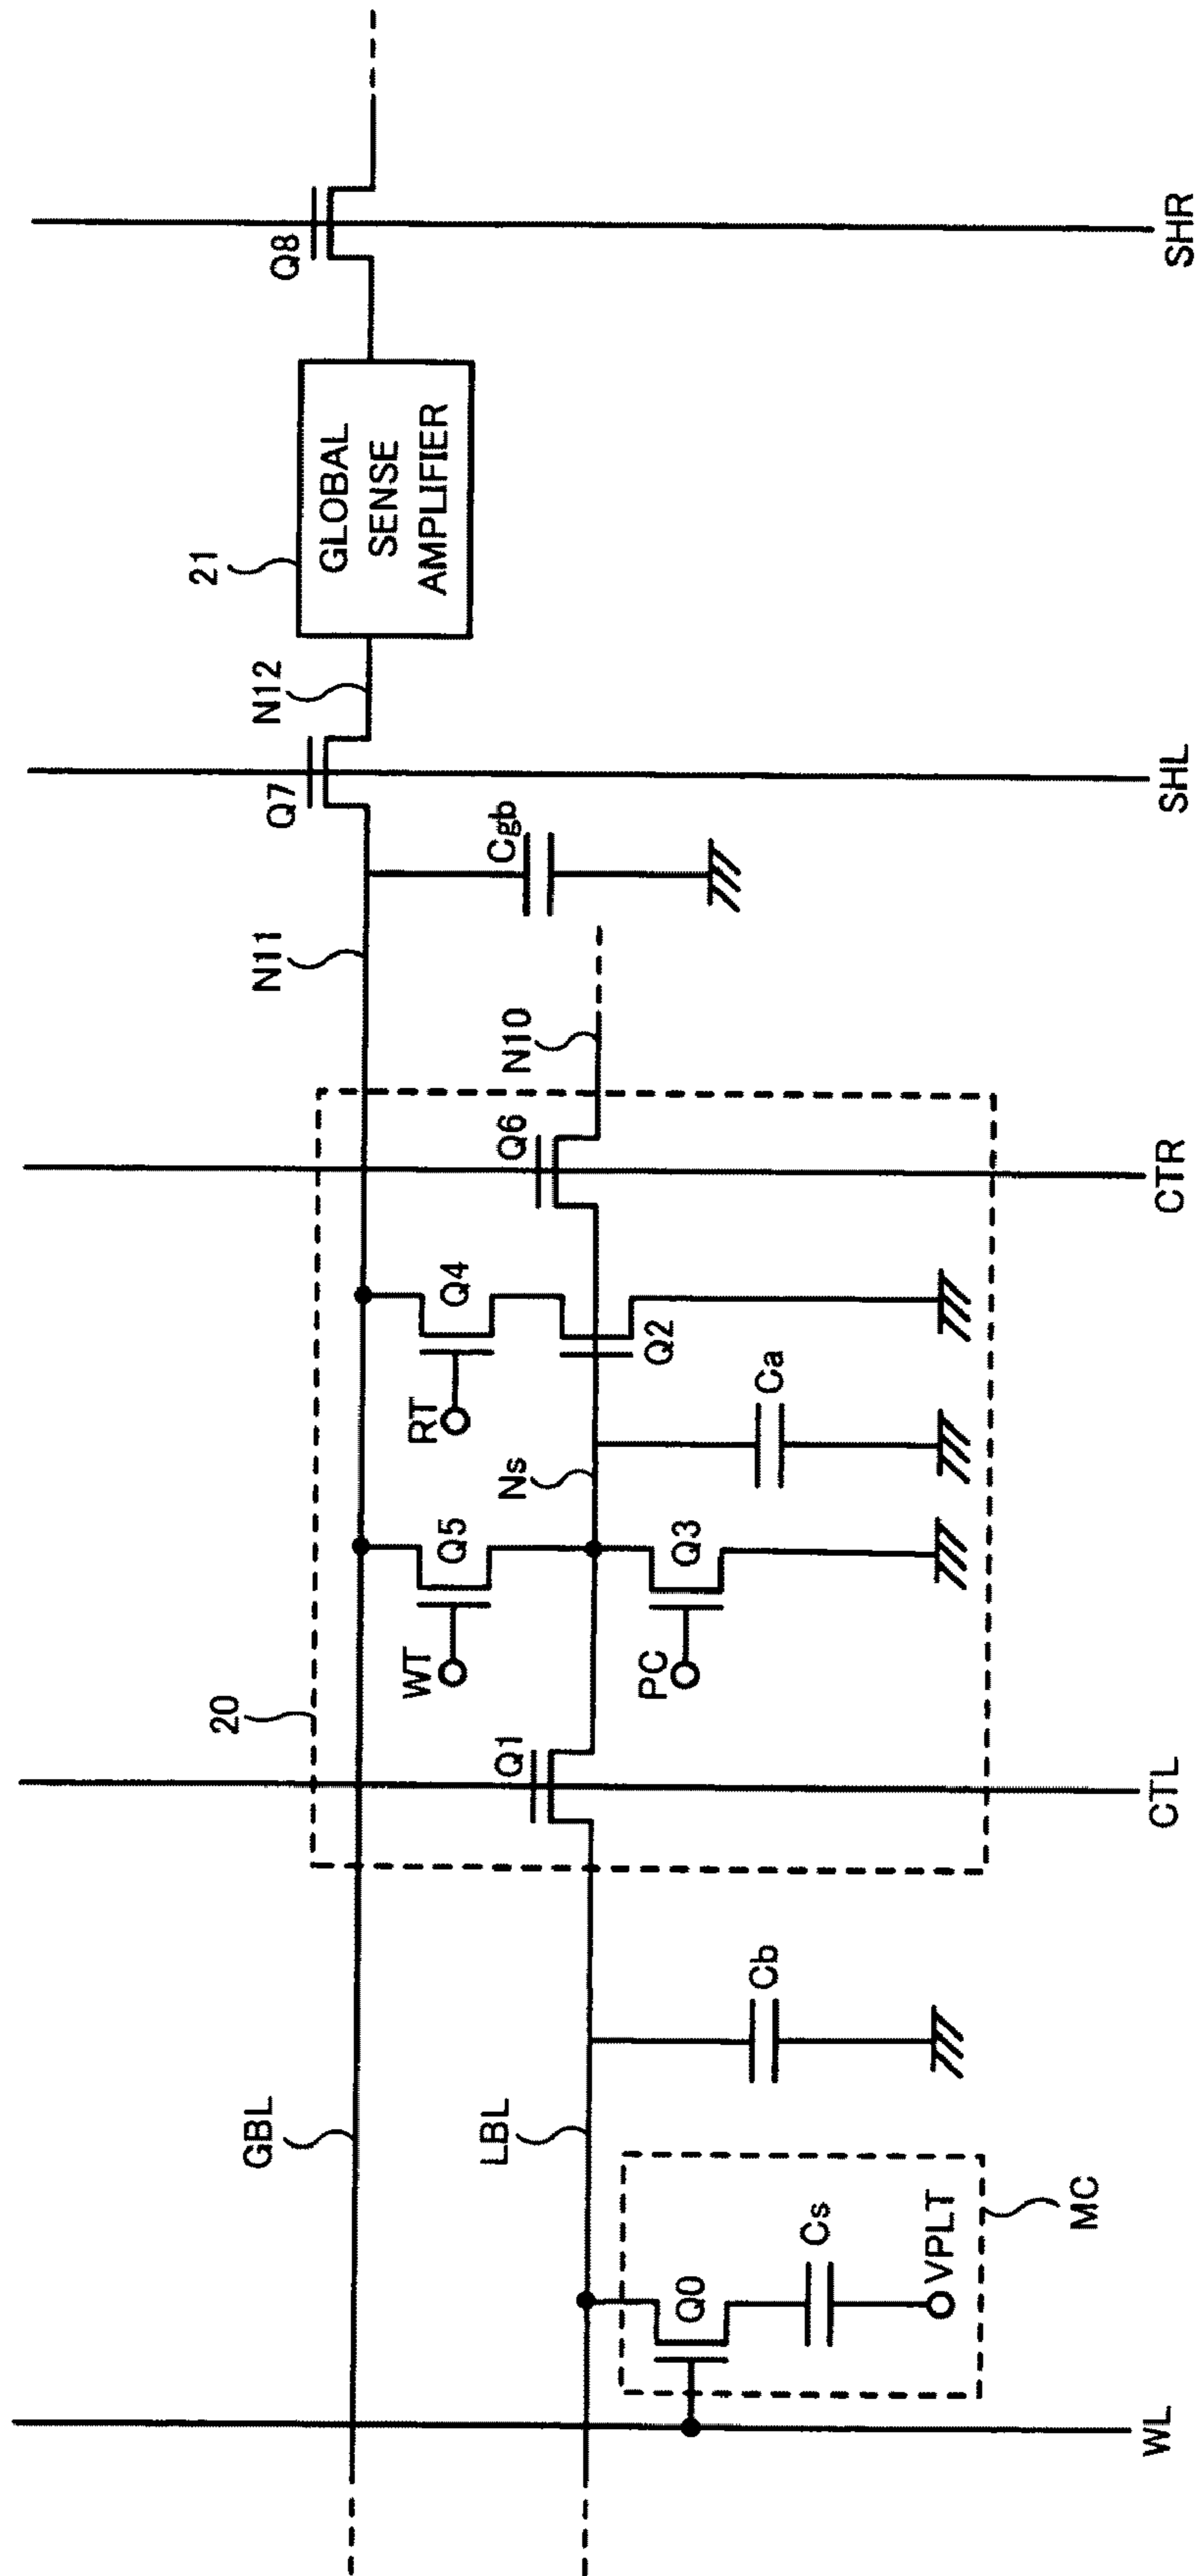 GBL
20
N11
Q7
N12
21
GLOBAL
SENSE
AMPLIFIER
Q8
WT
Q5
RT
Q4
Cgb
LBL
Q1
Ns
Q2
Q6
N10
Q0
Cs
VPLT
MC
Cb
PC
Q3
Ca
WL
CTL
CTR
SHL
SHR